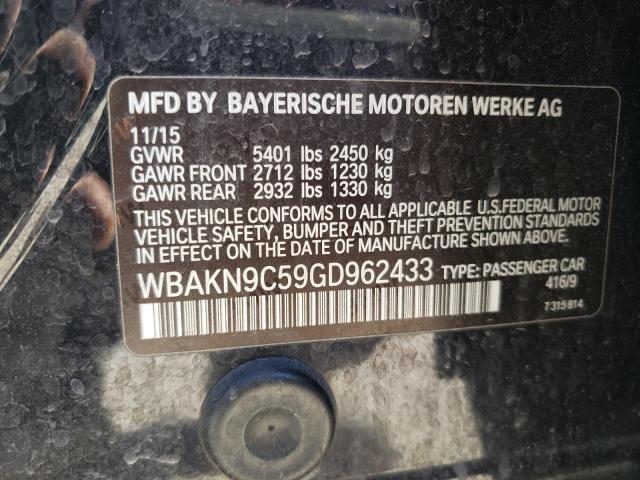 MFD BY BAYERISCHE MOTOREN WERKE AG
11/15
GVWR 5401 lbs 2450 kg
GAWR FRONT 2712 lbs 1230 kg
GAWR REAR 2932 lbs 1330 kg
THIS VEHICLE CONFORMS TO ALL APPLICABLE U.S.FEDERAL MOTOR
VEHICLE SAFETY, BUMPER AND THEFT PREVENTION STANDARDS
IN EFFECT ON THE DATE OF MANUFACTURE SHOWN ABOVE.
WBAKN9C59GD962433 TYPE: PASSENGER CAR
416/9
7315814